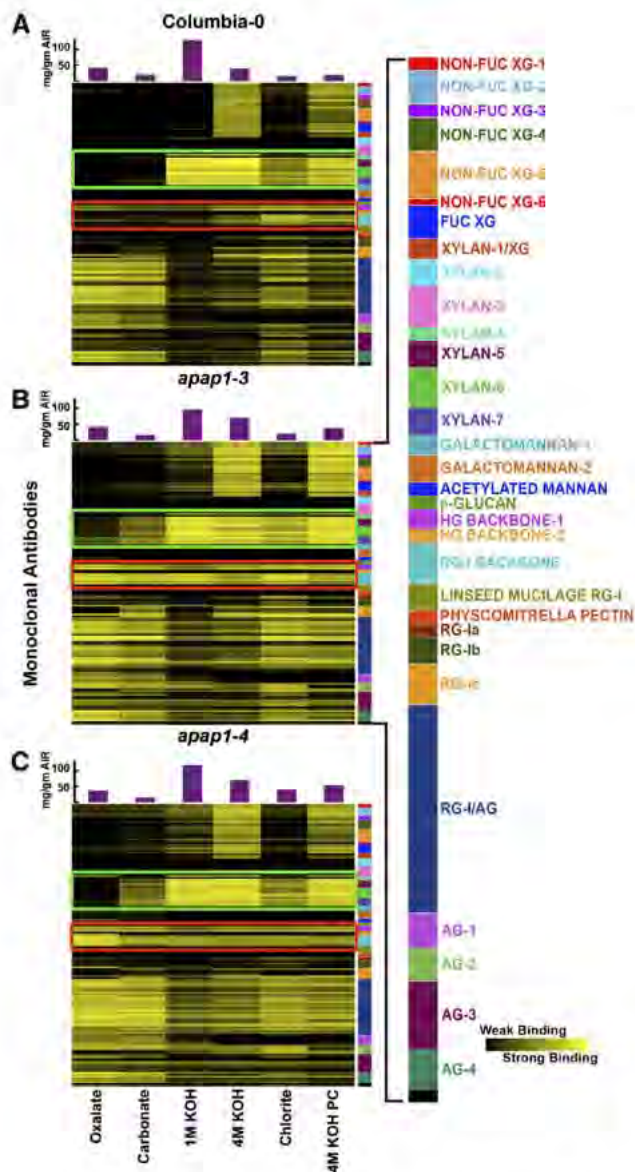 A
Columbia-0
mg/gm AIR
100
50
apap1-3
B
mg/gm AIR
100
50
Monoclonal Antibodies
apap1-4
C
mg/gm AIR
100
50
Oxalate
Carbonate
1M KOH
4M KOH
Chlorite
4M KOH PC
NON-FUC XG-1
NON-FUC XG-2
NON-FUC XG-3
NON-FUC XG-4
NON-FUC XG-5
NON-FUC XG-6
FUC XG
XYLAN-1/XG
XYLAN-2
XYLAN-3
XYLAN-4
XYLAN-5
XYLAN-6
XYLAN-7
GALACTOMANNAN-1
GALACTOMANNAN-2
ACETYLATED MANNAN
β-GLUCAN
HG BACKBONE-1
HG BACKBONE-2
RG-I BACKBONE
LINSEED MUCILAGE RG-I
PHYSCOMITRELLA PECTIN
RG-Ia
RG-Ib
RG-Ic
RG-I/AG
AG-1
AG-2
AG-3
AG-4
Weak Binding
Strong Binding